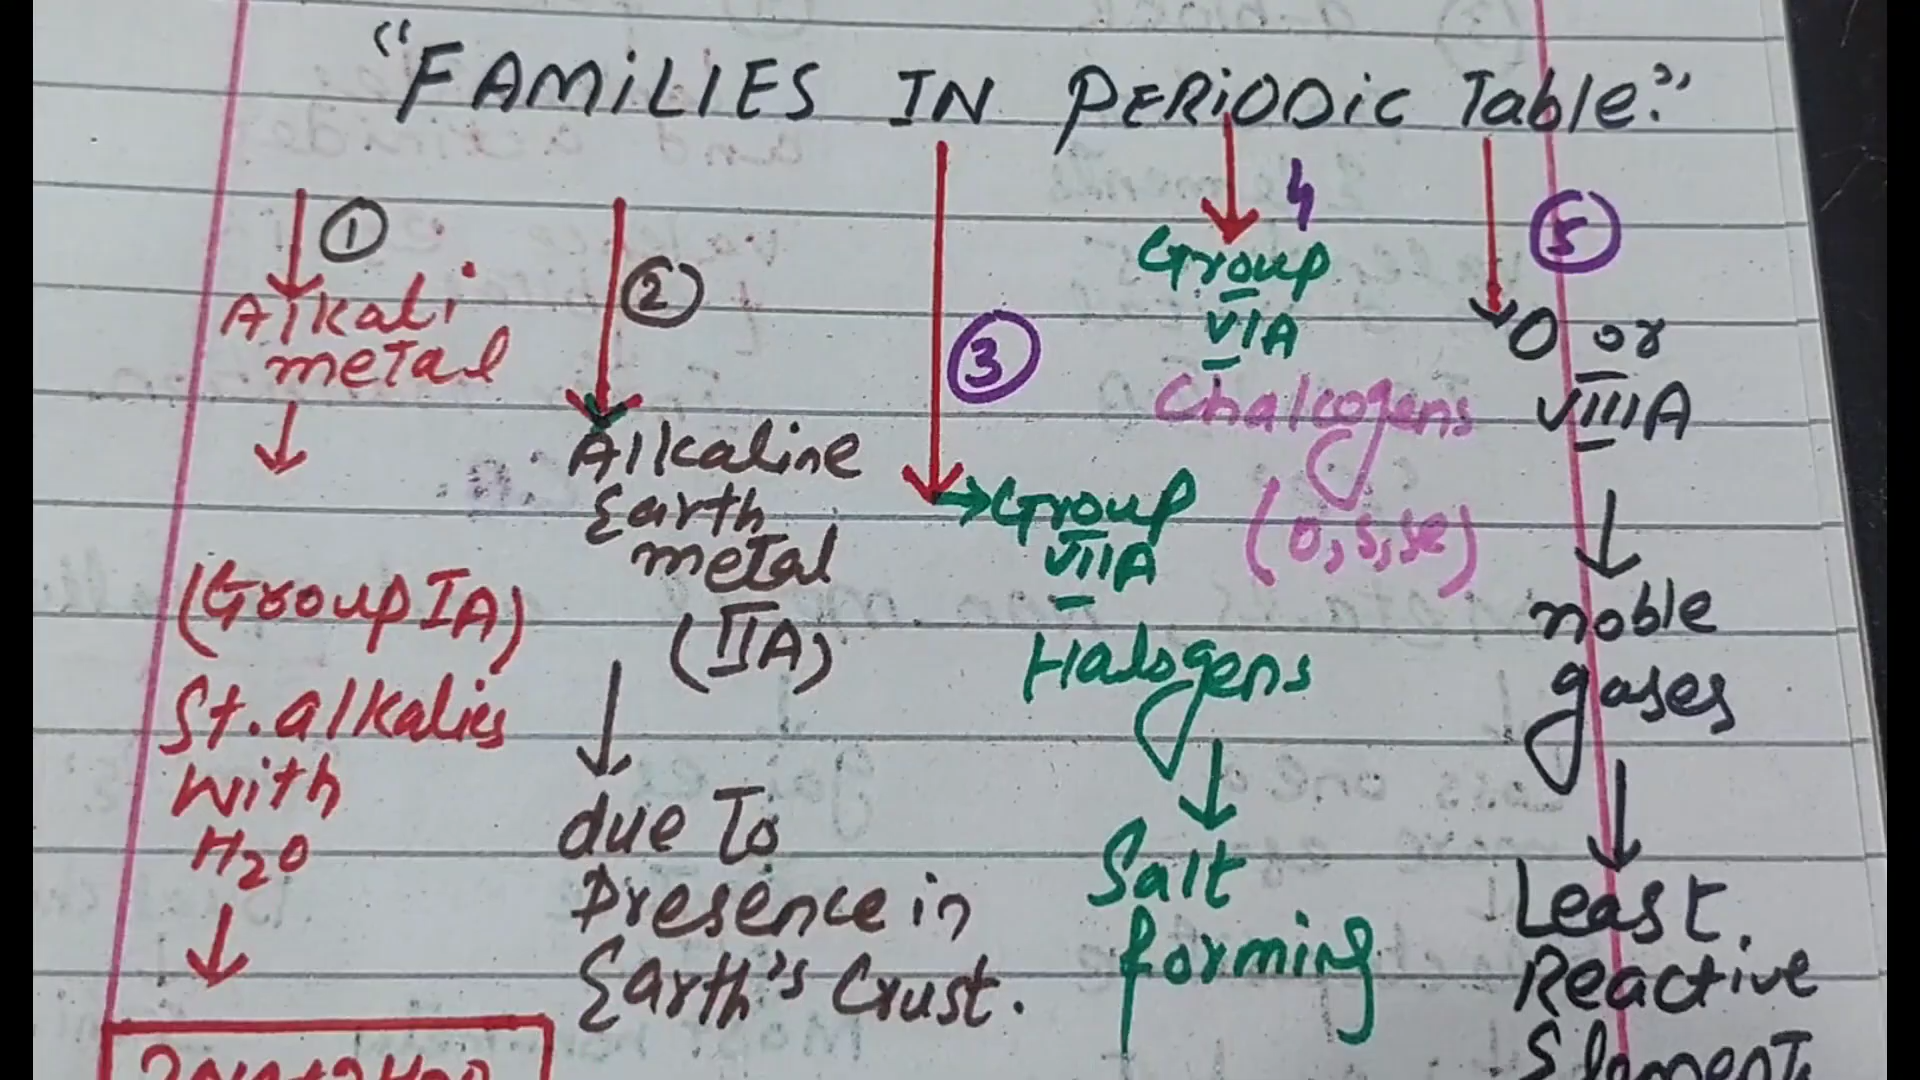 "FAMILIES IN PERIODIC Table."
1
Alkali
metal
(Group IA)
St. alkalies
with
H2O
2
Alkaline
Earth
metal
(IIA)
due To
Presence in
Earth's Crust.
3
Group
VIIA
Halogens
Salt
forming
4
Group
VIA
Chalcogens
(O, S, Se)
5
O or
VIIIA
noble
gases
Least
Reactive
Elements